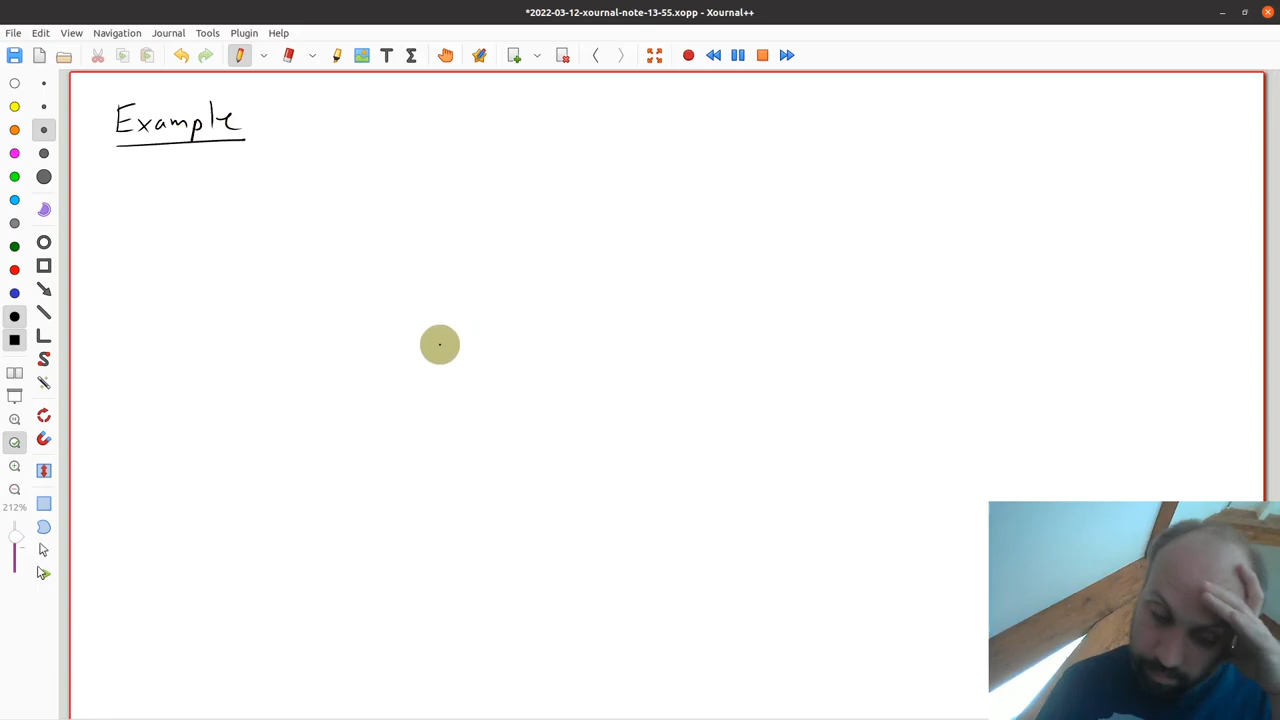 *2022-03-12-xournal-note-13-55.xopp - Xournal++
File Edit View Navigation Journal Tools Plugin Help
Example
212%